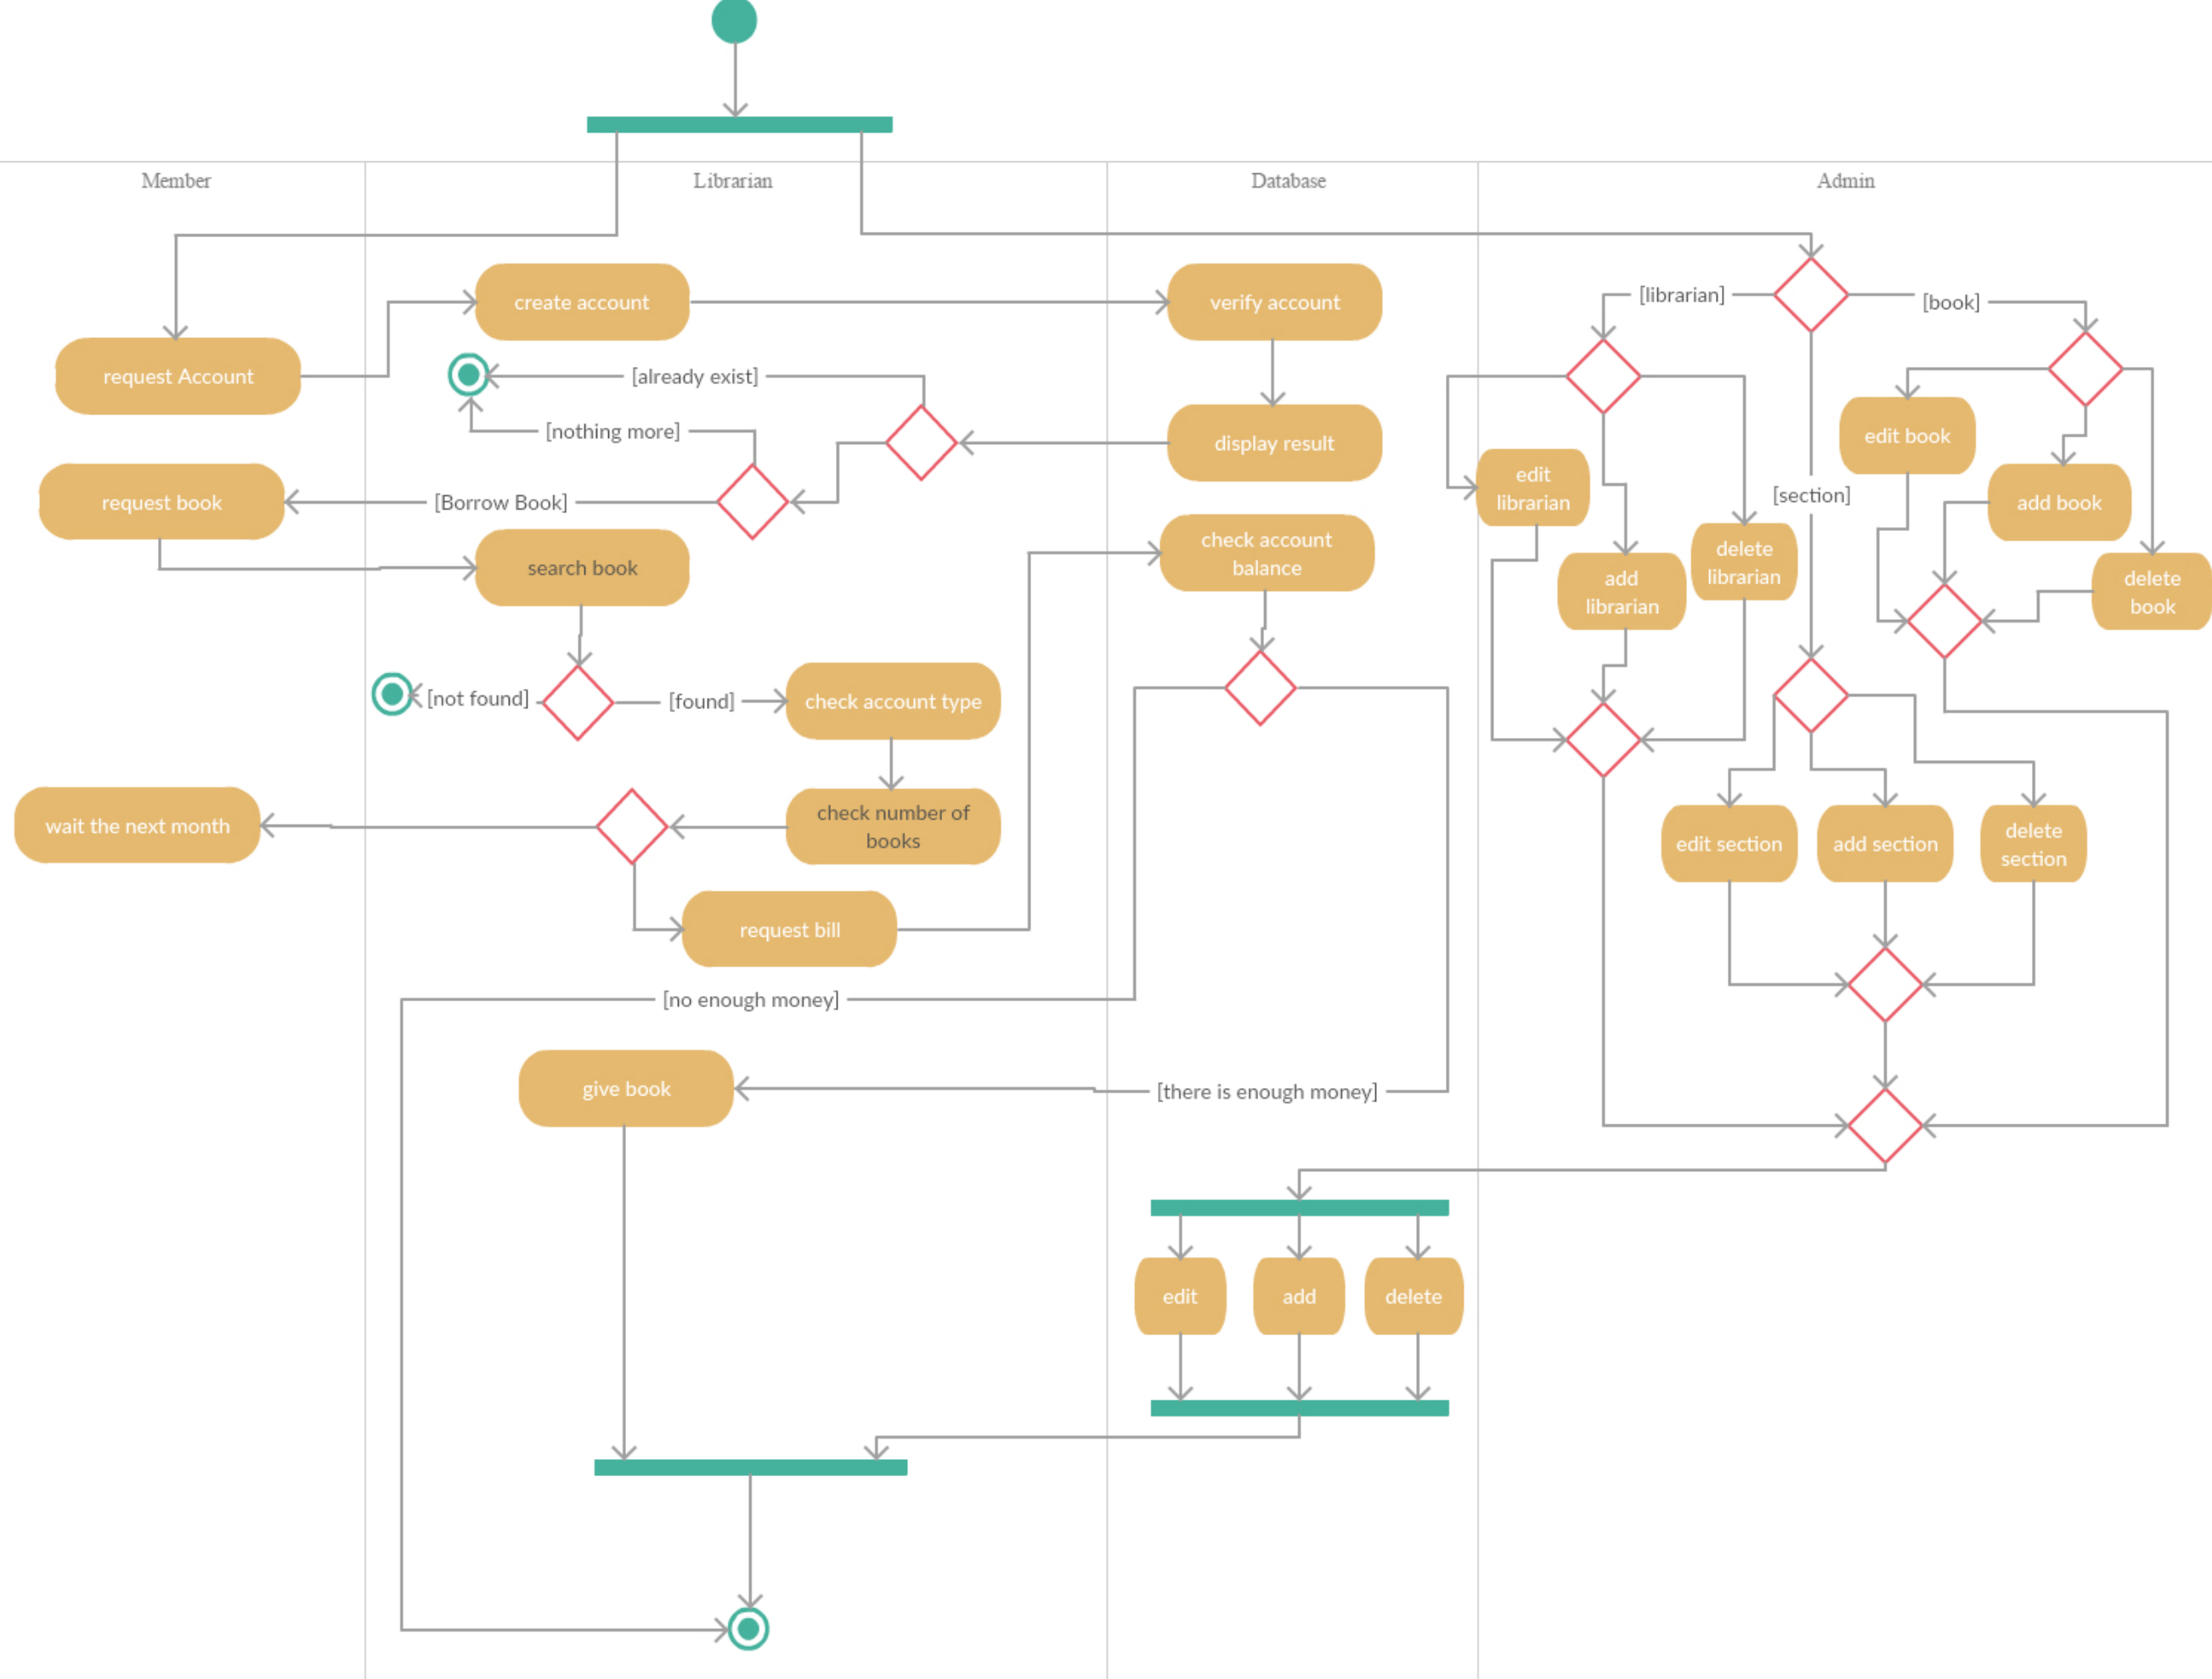 Member
Librarian
Database
Admin
create account
verify account
[librarian]
[book]
request Account
[already exist]
[nothing more]
display result
edit book
edit
librarian
[section]
request book
[Borrow Book]
add book
search book
check account
balance
delete
librarian
add
librarian
delete
book
[not found]
[found]
check account type
wait the next month
check number of
books
edit section
add section
delete
section
request bill
[no enough money]
give book
[there is enough money]
edit
add
delete